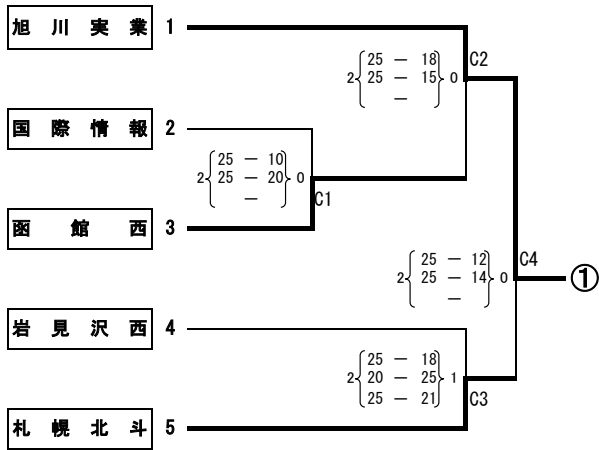 旭川実業 1
C2
2 25 — 18 0
25 — 15
—
国際情報 2
2 25 — 10 0
25 — 20
—
C1
函館西 3
C4
2 25 — 12 0
25 — 14
—
①
岩見沢西 4
2 25 — 18 1
20 — 25
25 — 21
C3
札幌北斗 5